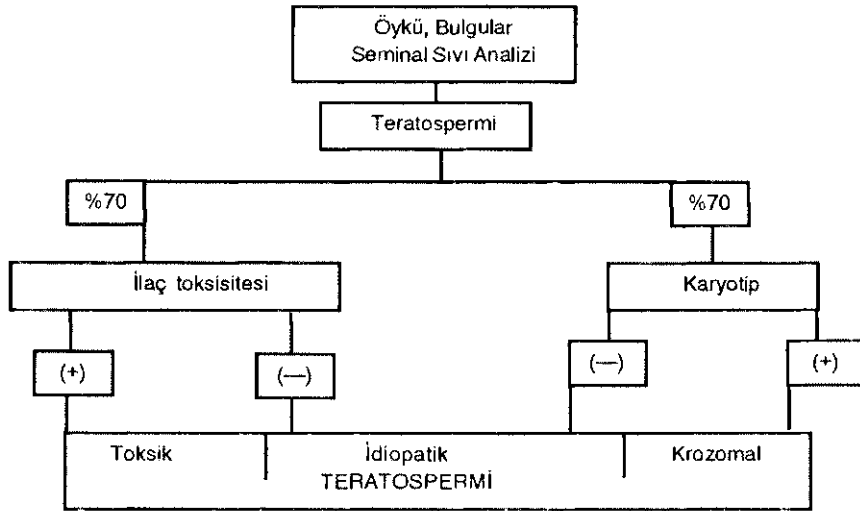 Öykü, Bulgular
Seminal Sıvı Analizi
Teratospermi
%70
%70
İlaç toksisitesi
Karyotip
(+)
(—)
(—)
(+)
Toksik
İdiopatik
Krozomal
TERATOSPERMİ